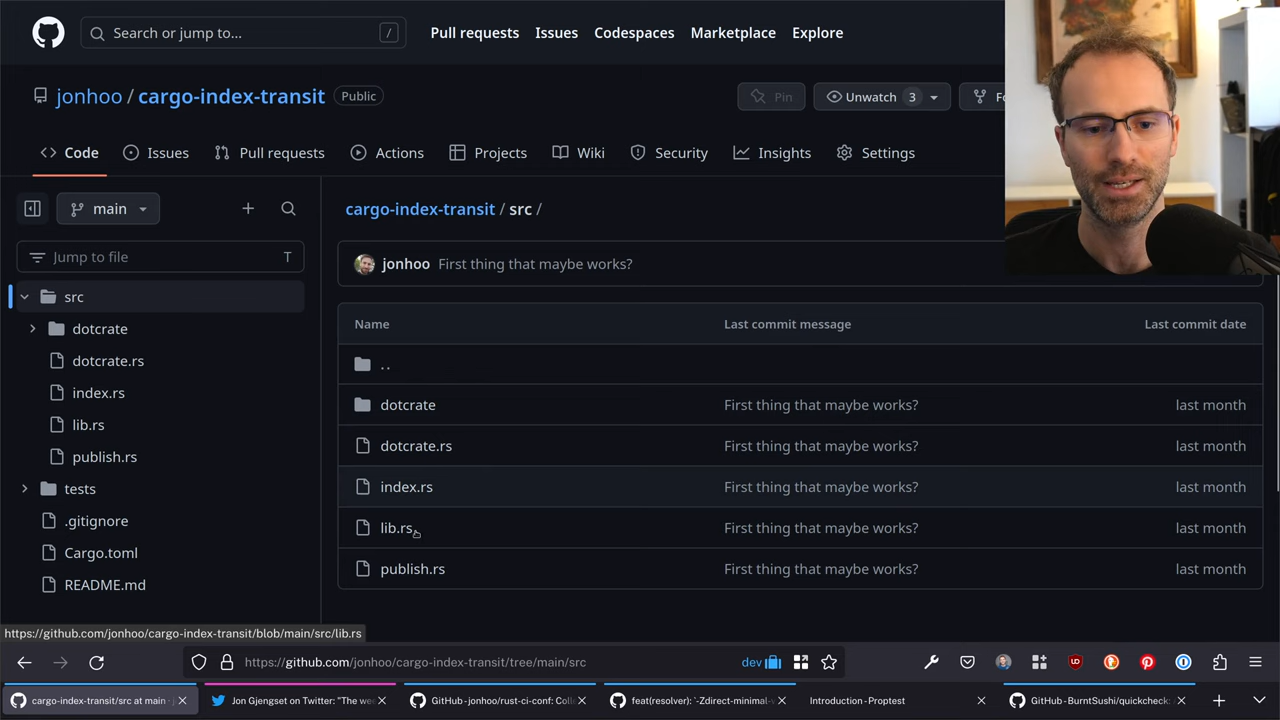 Search or jump to... /
Pull requests Issues Codespaces Marketplace Explore
jonhoo / cargo-index-transit Public
Pin Unwatch 3
Code Issues Pull requests Actions Projects Wiki Security Insights Settings
main
Jump to file T
src
dotcrate
dotcrate.rs
index.rs
lib.rs
publish.rs
tests
.gitignore
Cargo.toml
README.md
cargo-index-transit / src /
jonhoo First thing that maybe works?
Name Last commit message Last commit date
..
dotcrate First thing that maybe works? last month
dotcrate.rs First thing that maybe works? last month
index.rs First thing that maybe works? last month
lib.rs First thing that maybe works? last month
publish.rs First thing that maybe works? last month
https://github.com/jonhoo/cargo-index-transit/blob/main/src/lib.rs
https://github.com/jonhoo/cargo-index-transit/tree/main/src dev
cargo-index-transit/src at main · Jon Gjengset on Twitter: "The wee GitHub - jonhoo/rust-ci-conf: Coll feat(resolver): `-Zdirect-minimal-v Introduction - Proptest GitHub - BurntSushi/quickcheck: